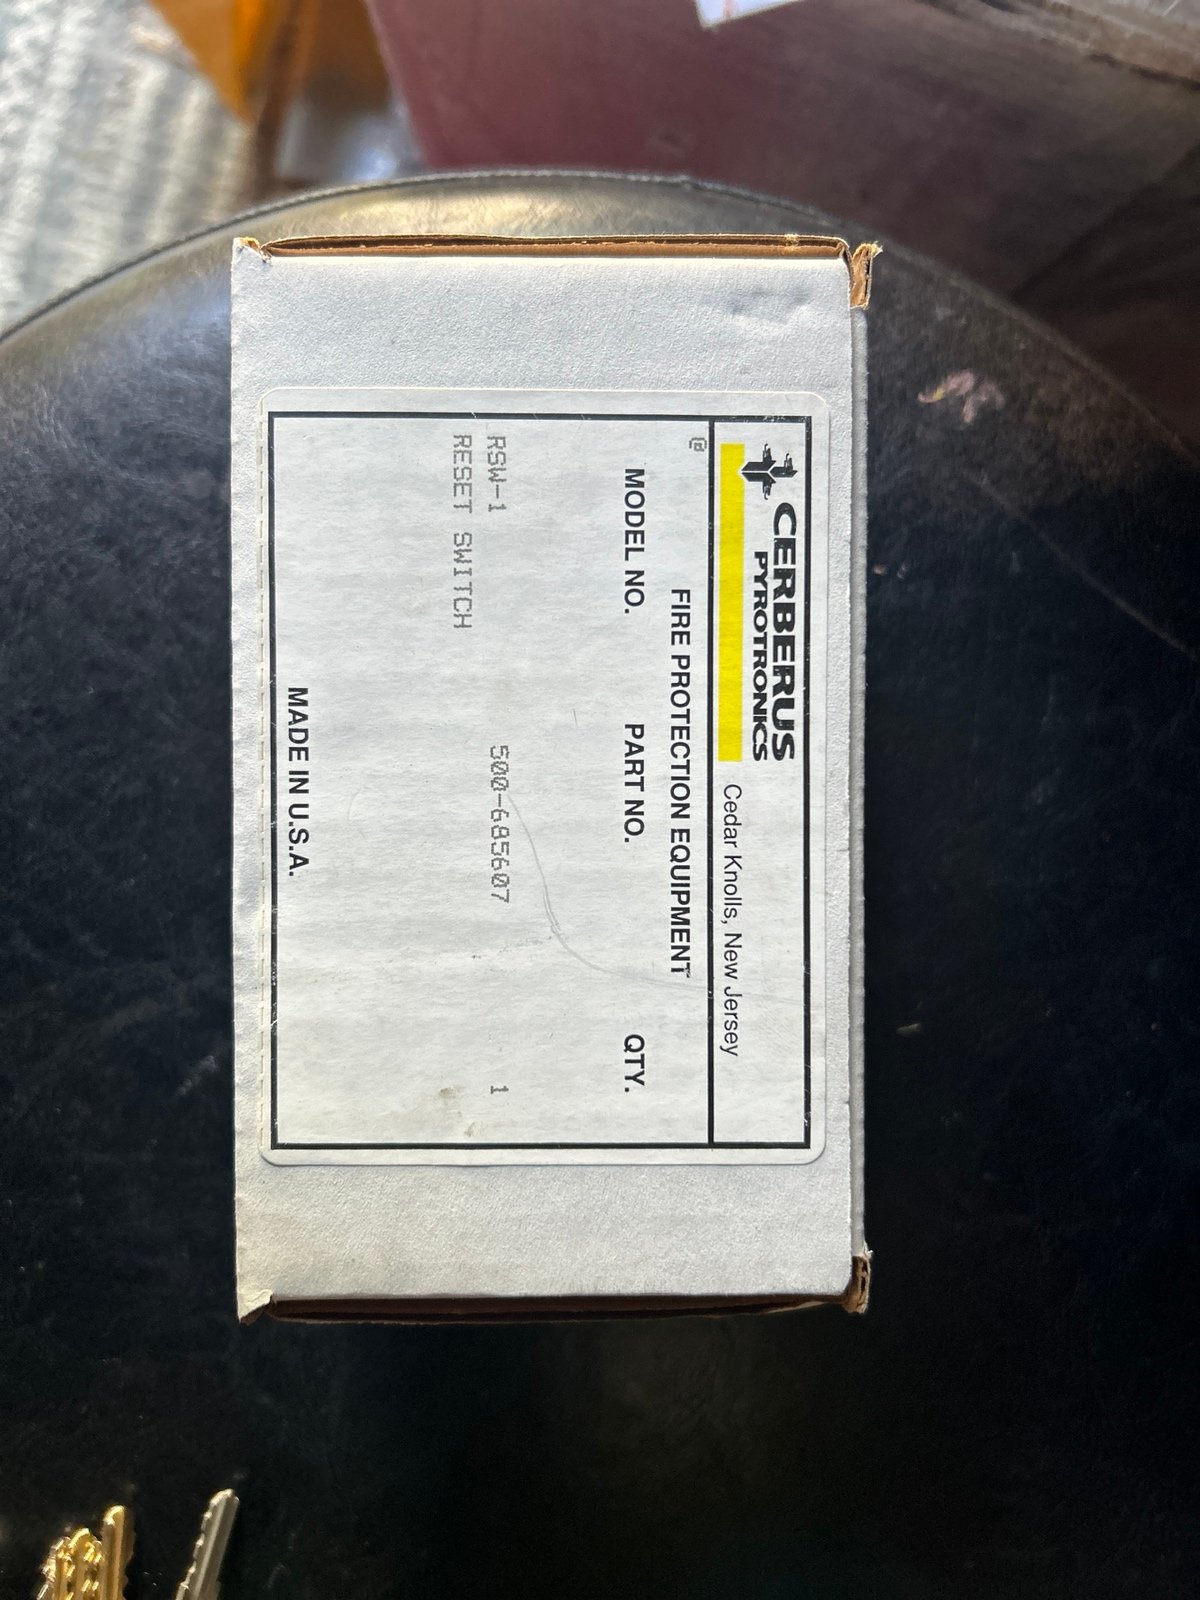 CERBERUS
PYROTRONICS
Cedar Knolls, New Jersey
FIRE PROTECTION EQUIPMENT
MODEL NO. PART NO. QTY.
RSW-1 500-685607 1
RESET SWITCH
MADE IN U.S.A.